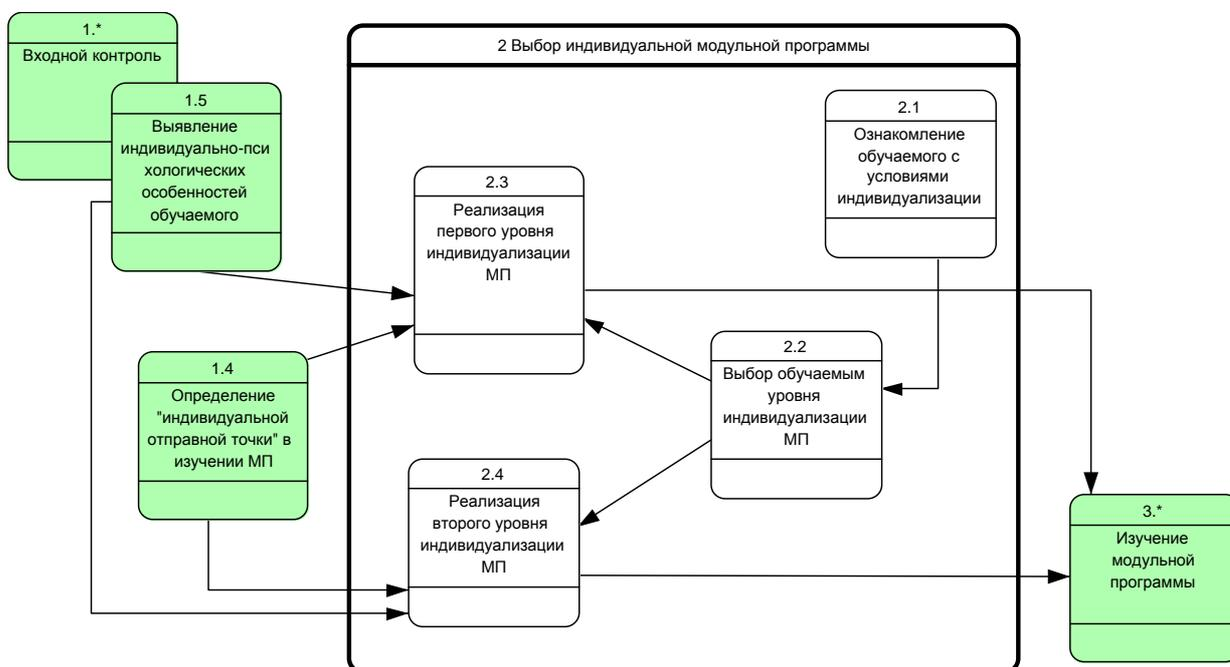 1.*
Входной контроль
1.5
Выявление
индивидуально-пси
хологических
особенностей
обучаемого
1.4
Определение
"индивидуальной
отправной точки" в
изучении МП
2 Выбор индивидуальной модульной программы
2.1
Ознакомление
обучаемого с
условиями
индивидуализации
2.3
Реализация
первого уровня
индивидуализации
МП
2.2
Выбор обучаемым
уровня
индивидуализации
МП
2.4
Реализация
второго уровня
индивидуализации
МП
3.*
Изучение
модульной
программы